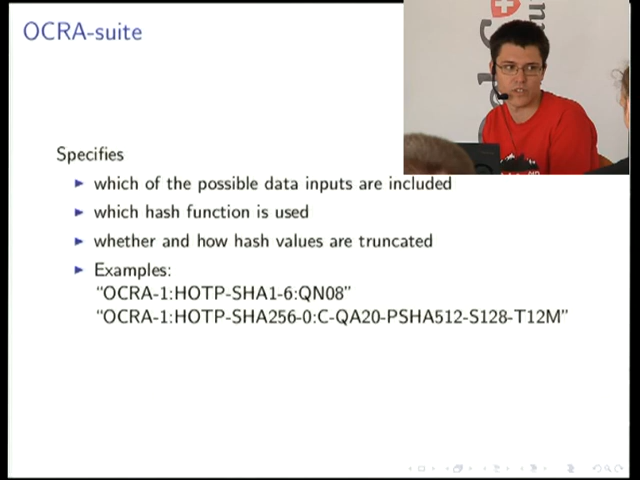 OCRA-suite
Specifies
which of the possible data inputs are included
which hash function is used
whether and how hash values are truncated
Examples:
“OCRA-1:HOTP-SHA1-6:QN08”
“OCRA-1:HOTP-SHA256-0:C-QA20-PSHA512-S128-T12M”